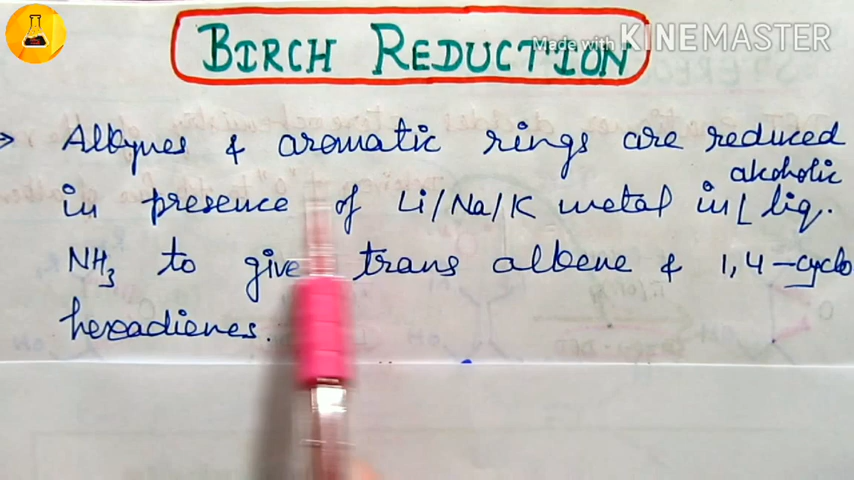 BIRCH REDUCTION
Made with KINEMASTER
→ Alkynes & aromatic rings are reduced
alcoholic
in presence of Li/Na/K metal in liq.
NH3 to give trans alkene & 1,4-cyclo
hexadienes.